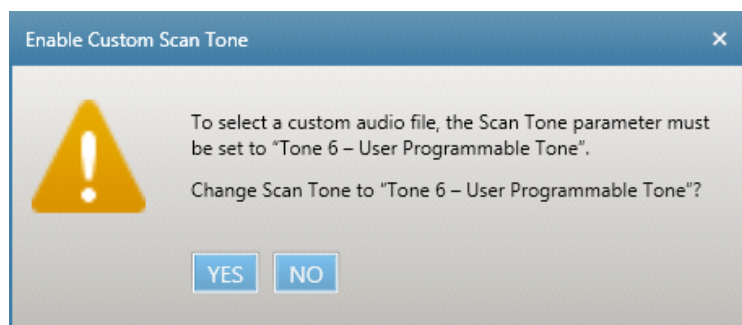 Enable Custom Scan Tone
To select a custom audio file, the Scan Tone parameter must
be set to “Tone 6 – User Programmable Tone”.
Change Scan Tone to “Tone 6 – User Programmable Tone”?
YES NO